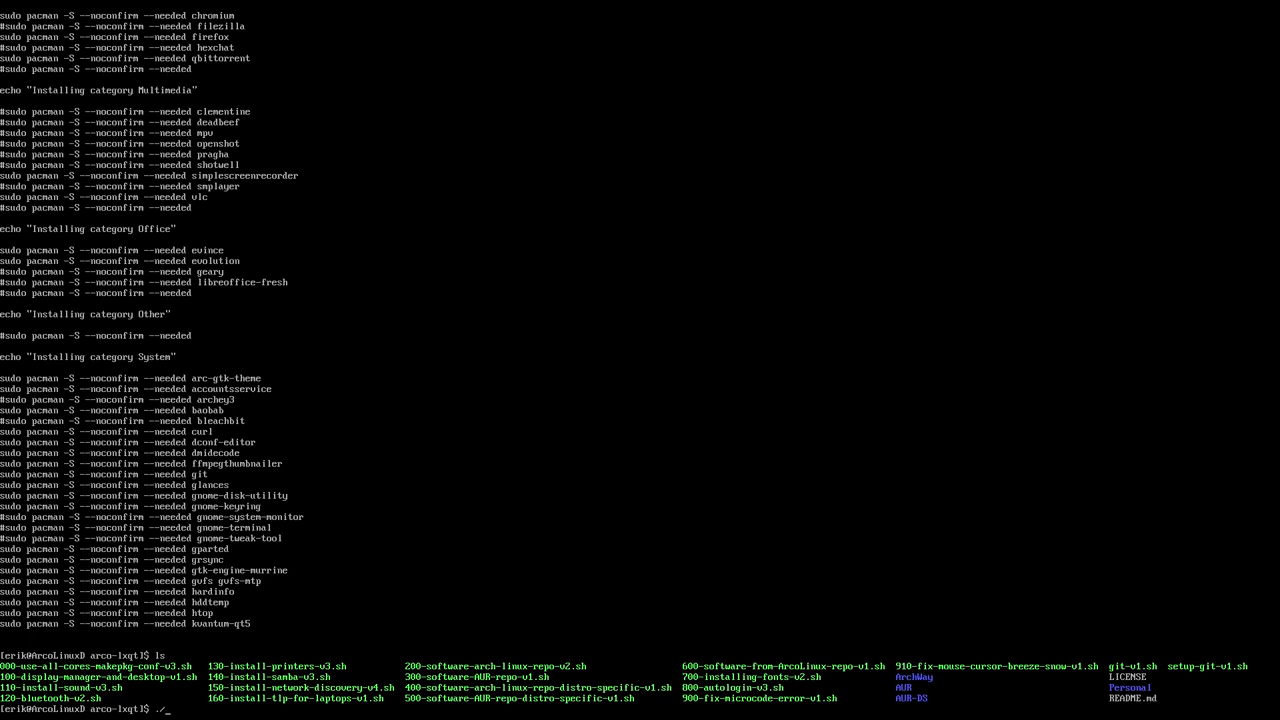 sudo pacman -S --noconfirm --needed chromium
#sudo pacman -S --noconfirm --needed filezilla
sudo pacman -S --noconfirm --needed firefox
#sudo pacman -S --noconfirm --needed hexchat
sudo pacman -S --noconfirm --needed qbittorrent
#sudo pacman -S --noconfirm --needed
echo "Installing category Multimedia"
#sudo pacman -S --noconfirm --needed clementine
#sudo pacman -S --noconfirm --needed deadbeef
#sudo pacman -S --noconfirm --needed mpv
#sudo pacman -S --noconfirm --needed openshot
#sudo pacman -S --noconfirm --needed pragha
#sudo pacman -S --noconfirm --needed shotwell
sudo pacman -S --noconfirm --needed simplescreenrecorder
#sudo pacman -S --noconfirm --needed smplayer
sudo pacman -S --noconfirm --needed vlc
#sudo pacman -S --noconfirm --needed
echo "Installing category Office"
sudo pacman -S --noconfirm --needed evince
sudo pacman -S --noconfirm --needed evolution
#sudo pacman -S --noconfirm --needed geary
#sudo pacman -S --noconfirm --needed libreoffice-fresh
#sudo pacman -S --noconfirm --needed
echo "Installing category Other"
#sudo pacman -S --noconfirm --needed
echo "Installing category System"
sudo pacman -S --noconfirm --needed arc-gtk-theme
sudo pacman -S --noconfirm --needed accountsservice
#sudo pacman -S --noconfirm --needed archey3
sudo pacman -S --noconfirm --needed baobab
#sudo pacman -S --noconfirm --needed bleachbit
sudo pacman -S --noconfirm --needed curl
sudo pacman -S --noconfirm --needed dconf-editor
sudo pacman -S --noconfirm --needed dmidecode
sudo pacman -S --noconfirm --needed ffmpegthumbnailer
sudo pacman -S --noconfirm --needed git
sudo pacman -S --noconfirm --needed glances
sudo pacman -S --noconfirm --needed gnome-disk-utility
sudo pacman -S --noconfirm --needed gnome-keyring
#sudo pacman -S --noconfirm --needed gnome-system-monitor
#sudo pacman -S --noconfirm --needed gnome-terminal
#sudo pacman -S --noconfirm --needed gnome-tweak-tool
sudo pacman -S --noconfirm --needed gparted
sudo pacman -S --noconfirm --needed grsync
sudo pacman -S --noconfirm --needed gtk-engine-murrine
sudo pacman -S --noconfirm --needed gvfs gvfs-mtp
sudo pacman -S --noconfirm --needed hardinfo
sudo pacman -S --noconfirm --needed hddtemp
sudo pacman -S --noconfirm --needed htop
sudo pacman -S --noconfirm --needed kvantum-qt5
[erik@ArcoLinuxD arco-lxqt]$ ls
000-use-all-cores-makepkg-conf-v3.sh 130-install-printers-v3.sh 200-software-arch-linux-repo-v2.sh 600-software-from-ArcoLinux-repo-v1.sh 910-fix-mouse-cursor-breeze-snow-v1.sh git-v1.sh setup-git-v1.sh
100-display-manager-and-desktop-v1.sh 140-install-samba-v3.sh 300-software-AUR-repo-v1.sh 700-installing-fonts-v2.sh ArchWay LICENSE
110-install-sound-v3.sh 150-install-network-discovery-v4.sh 400-software-arch-linux-repo-distro-specific-v1.sh 800-autologin-v3.sh AUR Personal
120-bluetooth-v2.sh 160-install-tlp-for-laptops-v1.sh 500-software-AUR-repo-distro-specific-v1.sh 900-fix-microcode-error-v1.sh AUR-DS README.md
[erik@ArcoLinuxD arco-lxqt]$ ./_